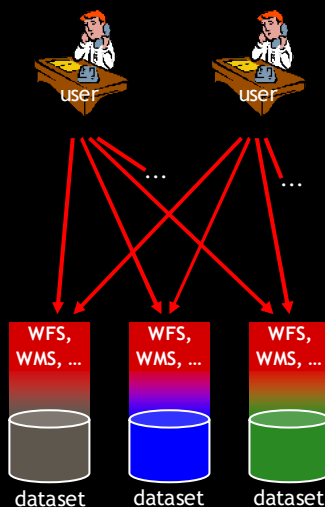 user user
...
...
WFS, WFS, WFS,
WMS, ... WMS, ... WMS, ...
dataset dataset dataset